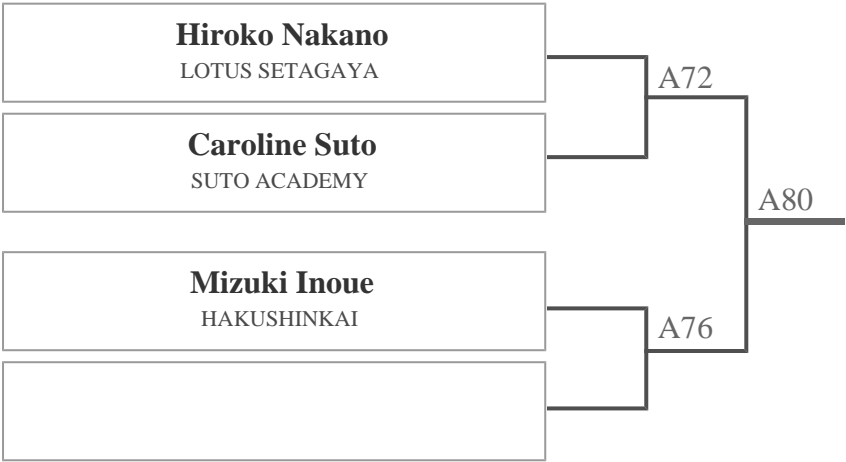 Hiroko Nakano
LOTUS SETAGAYA
A72
Caroline Suto
SUTO ACADEMY
A80
Mizuki Inoue
HAKUSHINKAI
A76